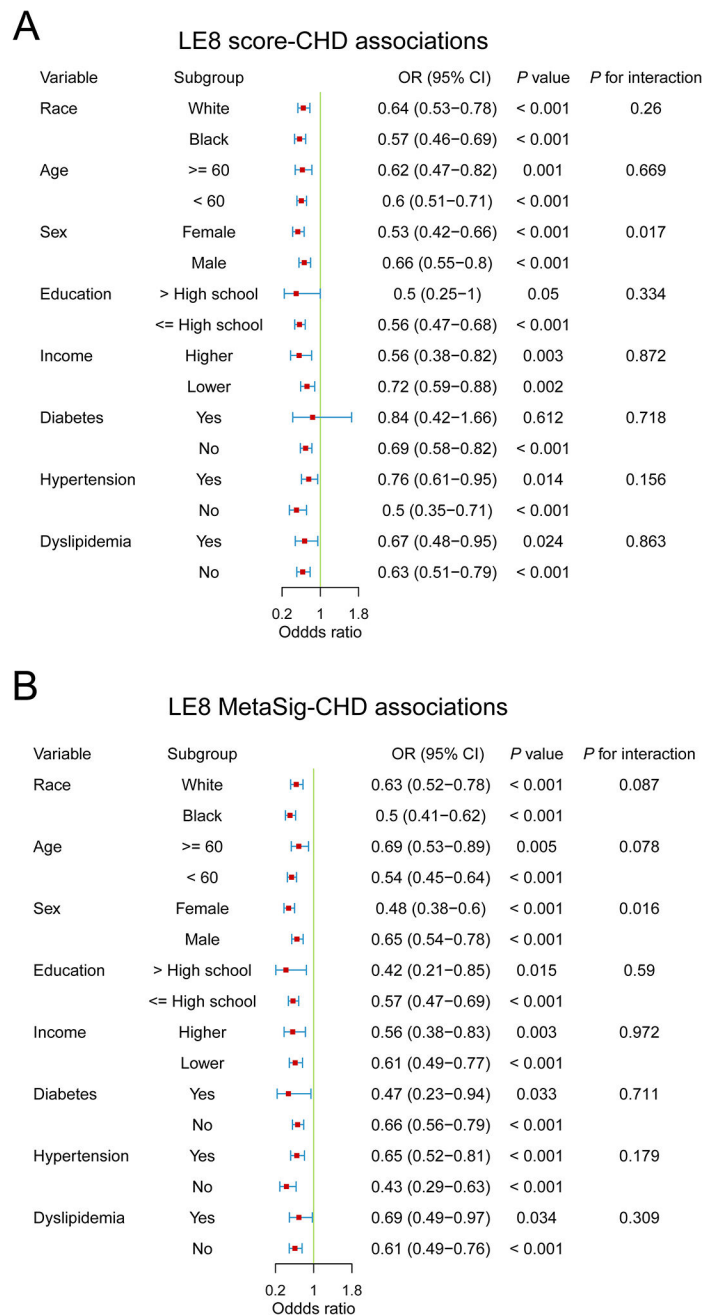 A
LE8 score-CHD associations
Variable Subgroup OR (95% CI) P value P for interaction
Race White 0.64 (0.53−0.78) < 0.001 0.26
Black 0.57 (0.46−0.69) < 0.001
Age >= 60 0.62 (0.47−0.82) 0.001 0.669
< 60 0.6 (0.51−0.71) < 0.001
Sex Female 0.53 (0.42−0.66) < 0.001 0.017
Male 0.66 (0.55−0.8) < 0.001
Education > High school 0.5 (0.25−1) 0.05 0.334
<= High school 0.56 (0.47−0.68) < 0.001
Income Higher 0.56 (0.38−0.82) 0.003 0.872
Lower 0.72 (0.59−0.88) 0.002
Diabetes Yes 0.84 (0.42−1.66) 0.612 0.718
No 0.69 (0.58−0.82) < 0.001
Hypertension Yes 0.76 (0.61−0.95) 0.014 0.156
No 0.5 (0.35−0.71) < 0.001
Dyslipidemia Yes 0.67 (0.48−0.95) 0.024 0.863
No 0.63 (0.51−0.79) < 0.001
0.2 1 1.8
Oddds ratio
B
LE8 MetaSig-CHD associations
Variable Subgroup OR (95% CI) P value P for interaction
Race White 0.63 (0.52−0.78) < 0.001 0.087
Black 0.5 (0.41−0.62) < 0.001
Age >= 60 0.69 (0.53−0.89) 0.005 0.078
< 60 0.54 (0.45−0.64) < 0.001
Sex Female 0.48 (0.38−0.6) < 0.001 0.016
Male 0.65 (0.54−0.78) < 0.001
Education > High school 0.42 (0.21−0.85) 0.015 0.59
<= High school 0.57 (0.47−0.69) < 0.001
Income Higher 0.56 (0.38−0.83) 0.003 0.972
Lower 0.61 (0.49−0.77) < 0.001
Diabetes Yes 0.47 (0.23−0.94) 0.033 0.711
No 0.66 (0.56−0.79) < 0.001
Hypertension Yes 0.65 (0.52−0.81) < 0.001 0.179
No 0.43 (0.29−0.63) < 0.001
Dyslipidemia Yes 0.69 (0.49−0.97) 0.034 0.309
No 0.61 (0.49−0.76) < 0.001
0.2 1 1.8
Oddds ratio